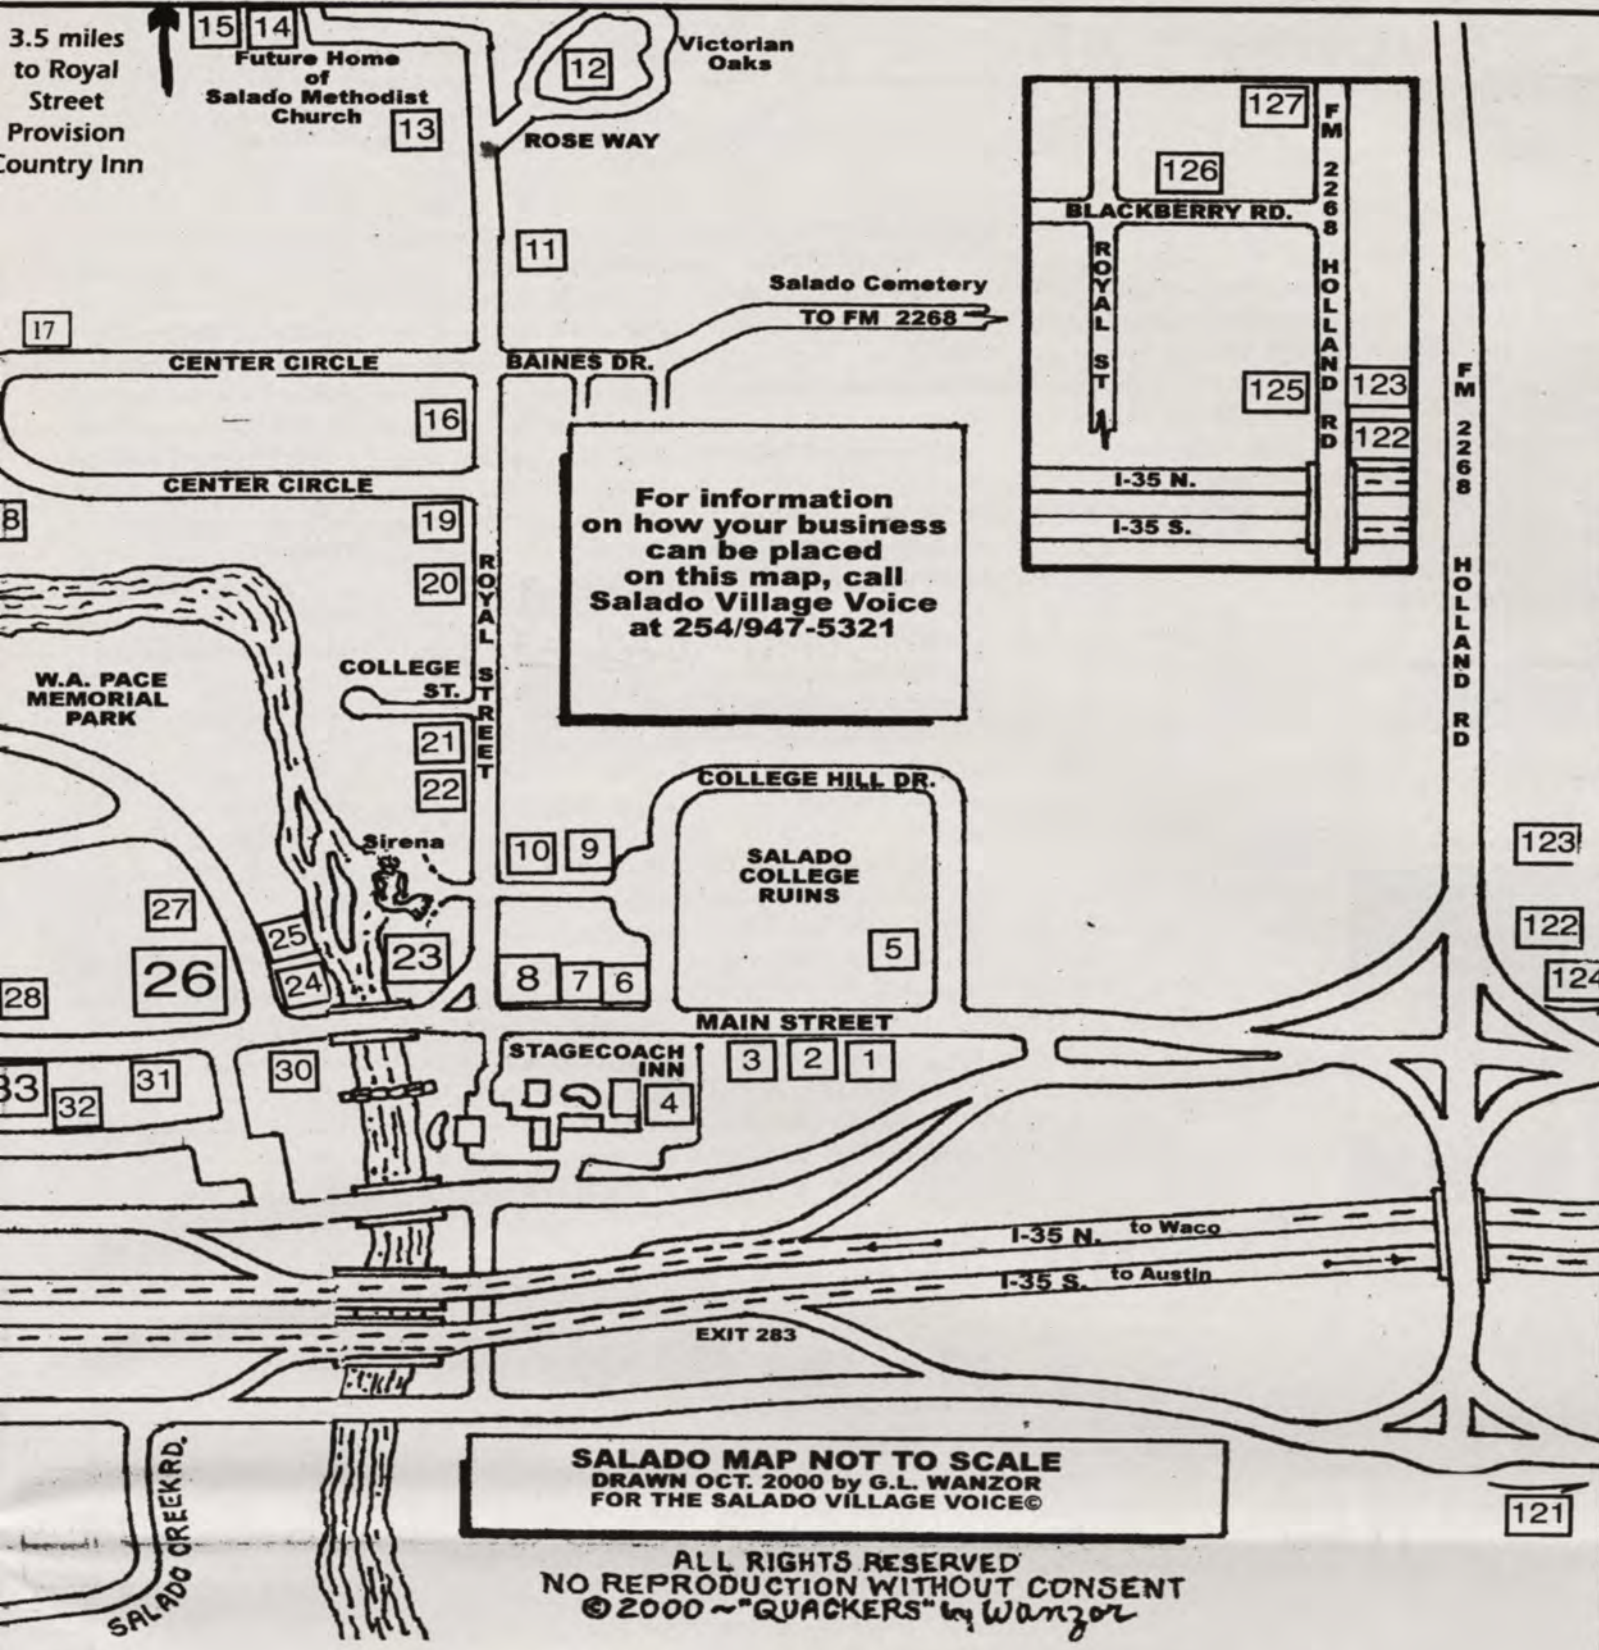 3.5 miles
to Royal
Street
Provision
Country Inn
15
14
Future Home
of
Salado Methodist
Church
13
12
Victorian
Oaks
ROSE WAY
11
Salado Cemetery
TO FM 2268
17
CENTER CIRCLE
BAINES DR.
16
CENTER CIRCLE
8
19
20
ROYAL STREET
For information
on how your business
can be placed
on this map, call
Salado Village Voice
at 254/947-5321
127
126
BLACKBERRY RD.
FM 2268 HOLLAND RD
ROYAL ST
125
123
122
I-35 N.
I-35 S.
FM 2268 HOLLAND RD
W.A. PACE
MEMORIAL
PARK
COLLEGE
ST.
21
22
COLLEGE HILL DR.
Sirena
10
9
SALADO
COLLEGE
RUINS
5
123
122
124
27
25
26
24
23
28
8
7
6
MAIN STREET
STAGECOACH
INN
3
2
1
4
33
32
31
30
I-35 N. to Waco
I-35 S. to Austin
EXIT 283
SALADO CREEK RD.
SALADO MAP NOT TO SCALE
DRAWN OCT. 2000 by G.L. WANZOR
FOR THE SALADO VILLAGE VOICE©
121
ALL RIGHTS RESERVED
NO REPRODUCTION WITHOUT CONSENT
©2000~"QUACKERS" by Wanzor